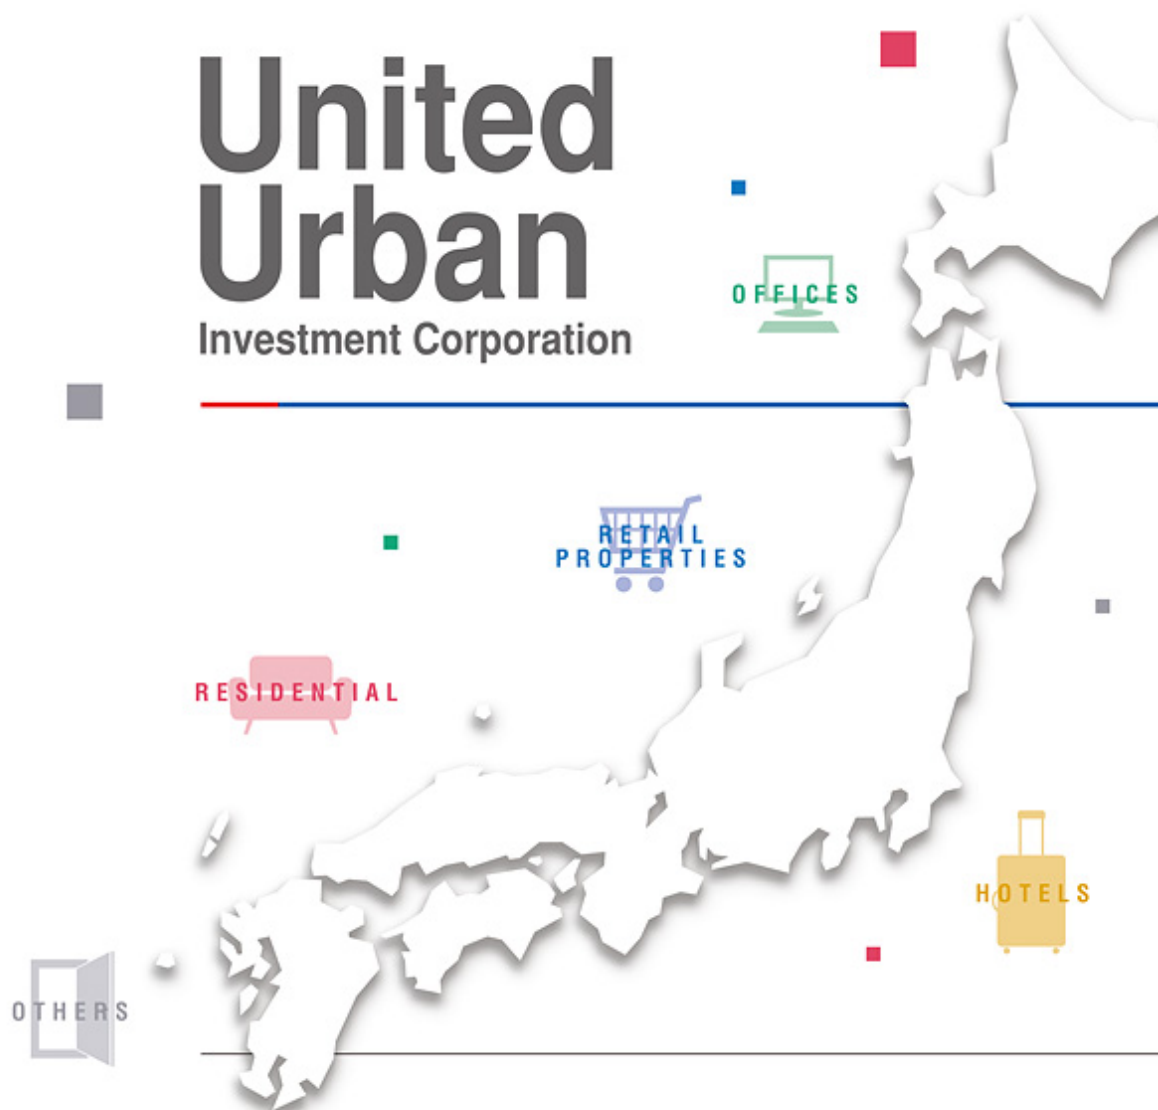 United
Urban
Investment Corporation
OFFICES
RETAIL
PROPERTIES
RESIDENTIAL
HOTELS
OTHERS